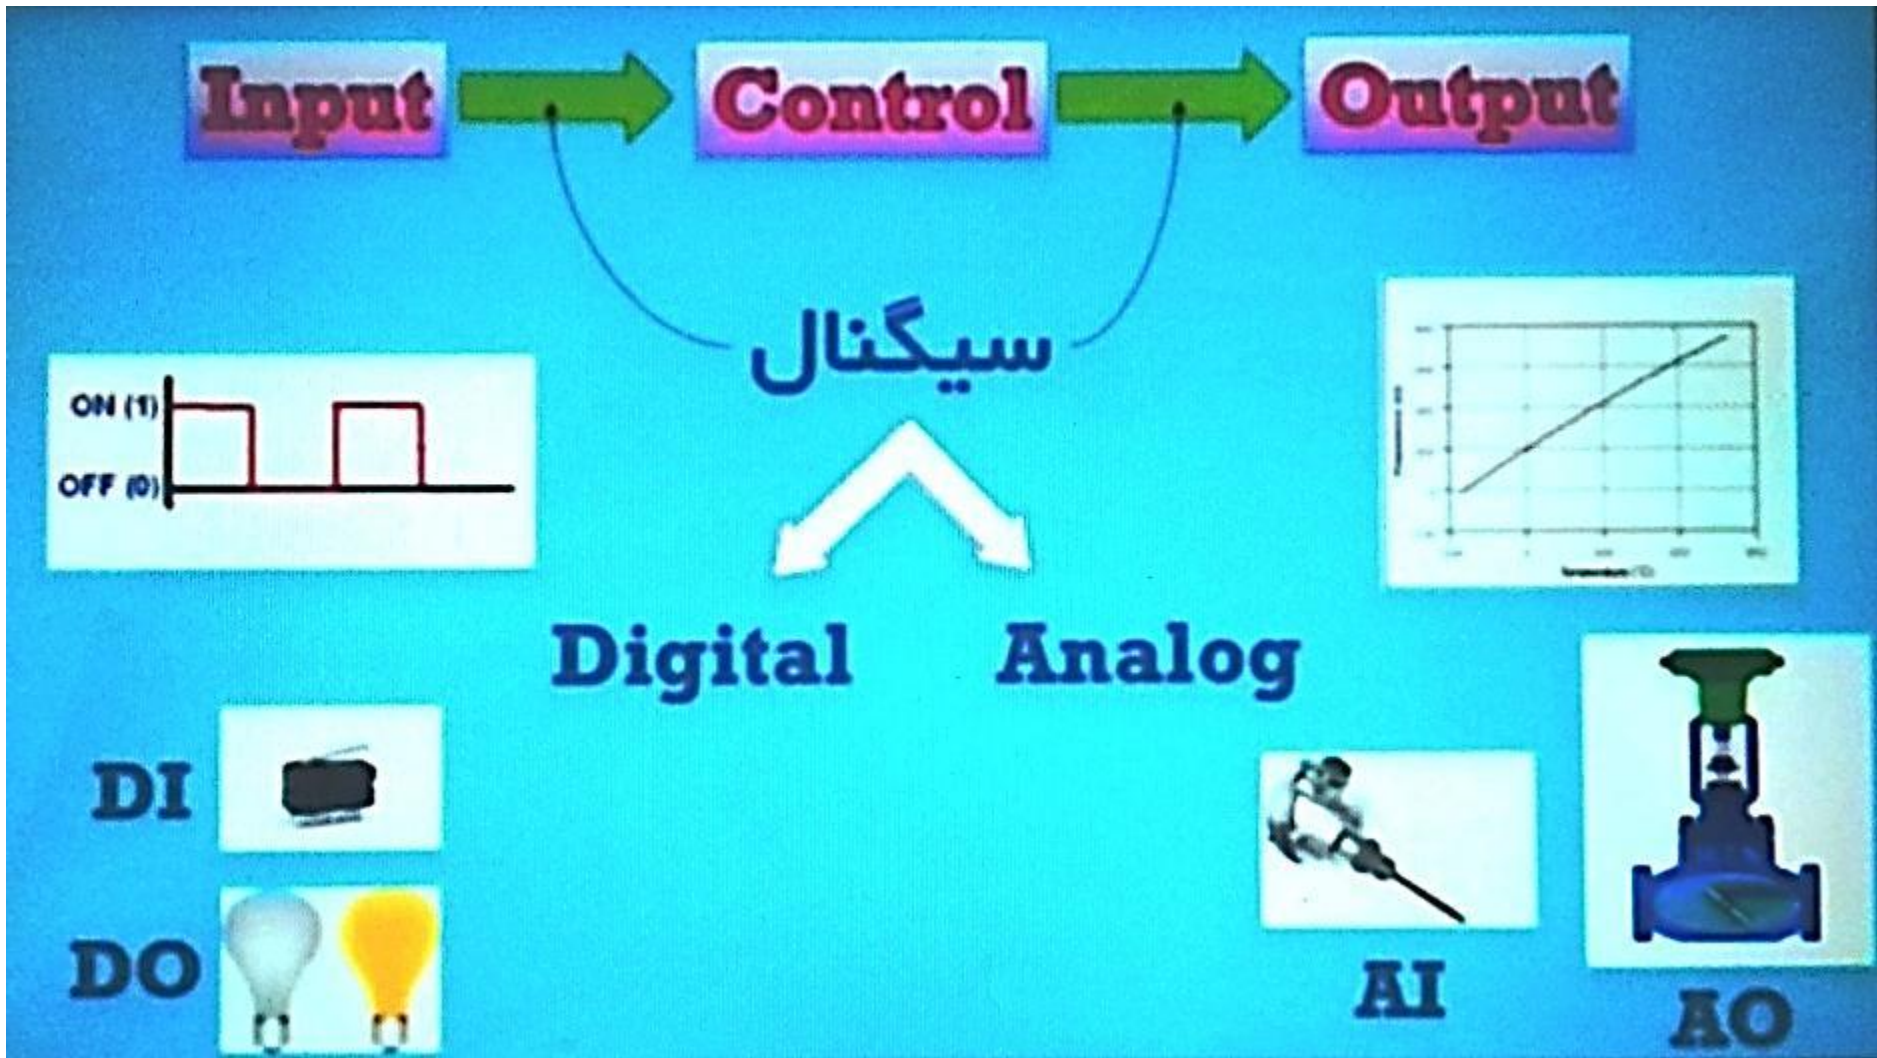 Input
Control
Output
سیگنال
ON (1)
OFF (0)
Digital
Analog
DI
DO
AI
AO